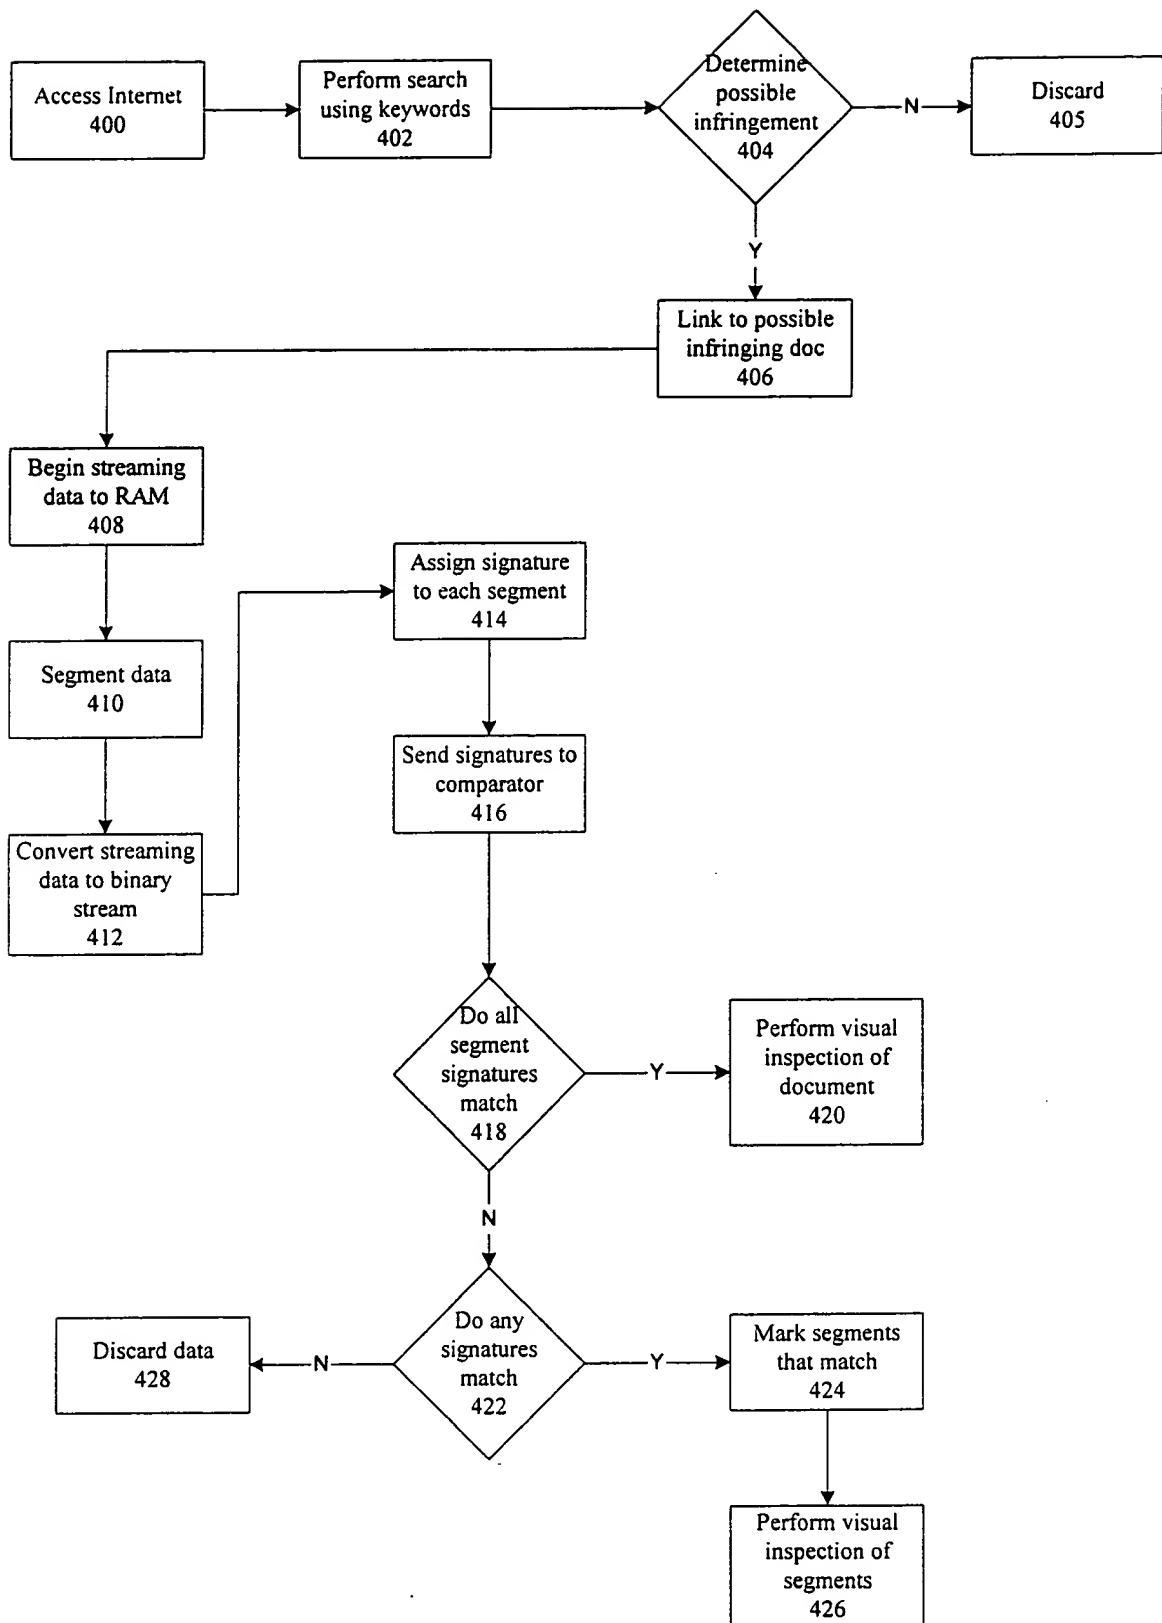 Access Internet
400
Perform search
using keywords
402
Determine
possible
infringement
404
N
Discard
405
Y
Link to possible
infringing doc
406
Begin streaming
data to RAM
408
Segment data
410
Convert streaming
data to binary
stream
412
Assign signature
to each segment
414
Send signatures to
comparator
416
Do all
segment
signatures
match
418
Y
Perform visual
inspection of
document
420
N
Do any
signatures
match
422
N
Discard data
428
Y
Mark segments
that match
424
Perform visual
inspection of
segments
426